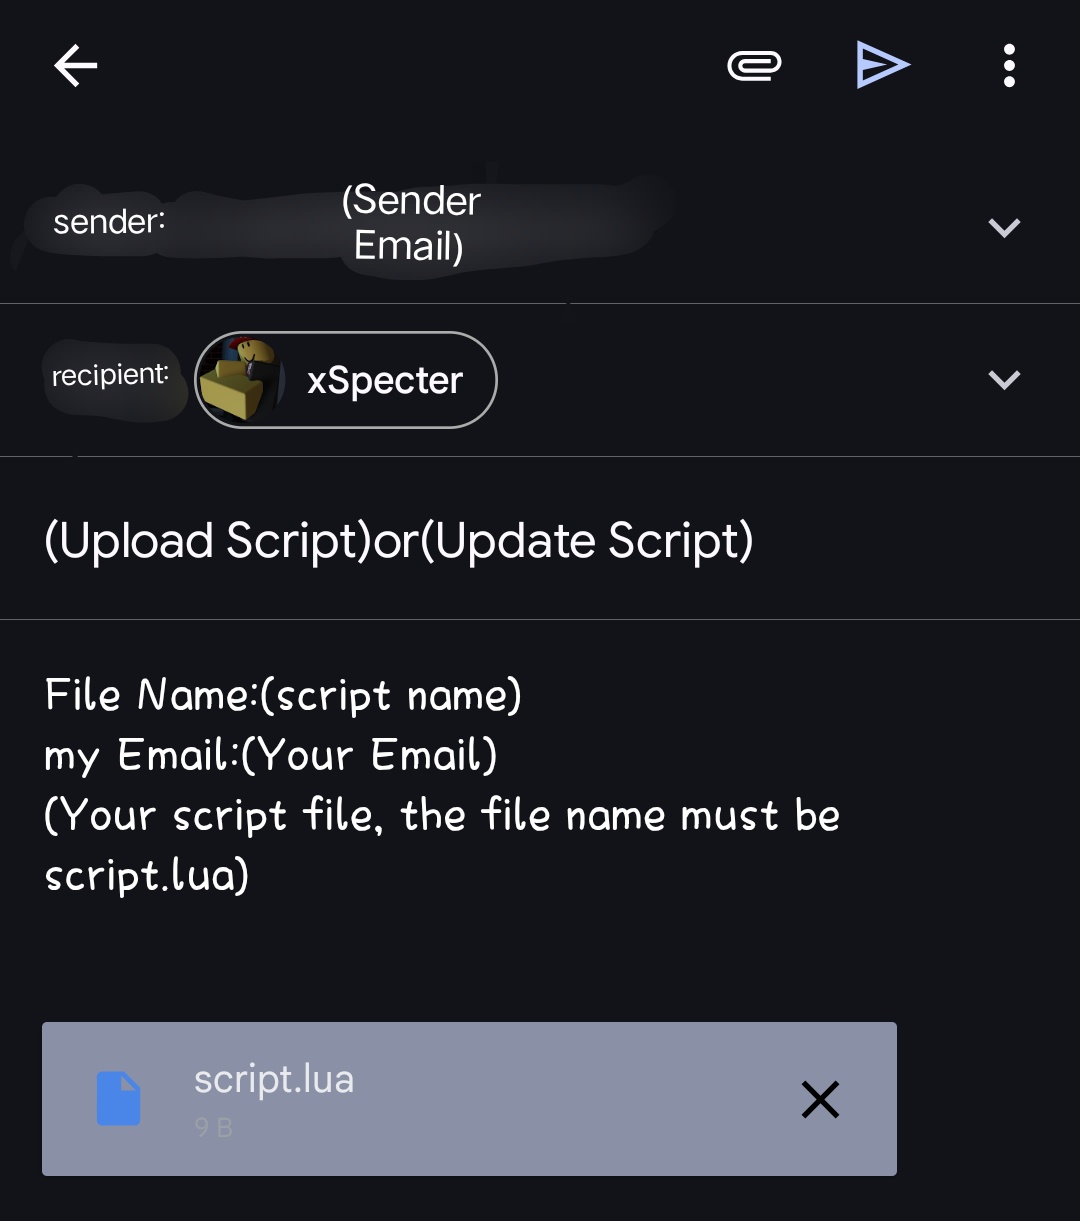 sender:
(Sender
Email)
recipient:
xSpecter
(Upload Script)or(Update Script)
File Name:(script name)
my Email:(Your Email)
(Your script file, the file name must be
script.lua)
script.lua
9 B